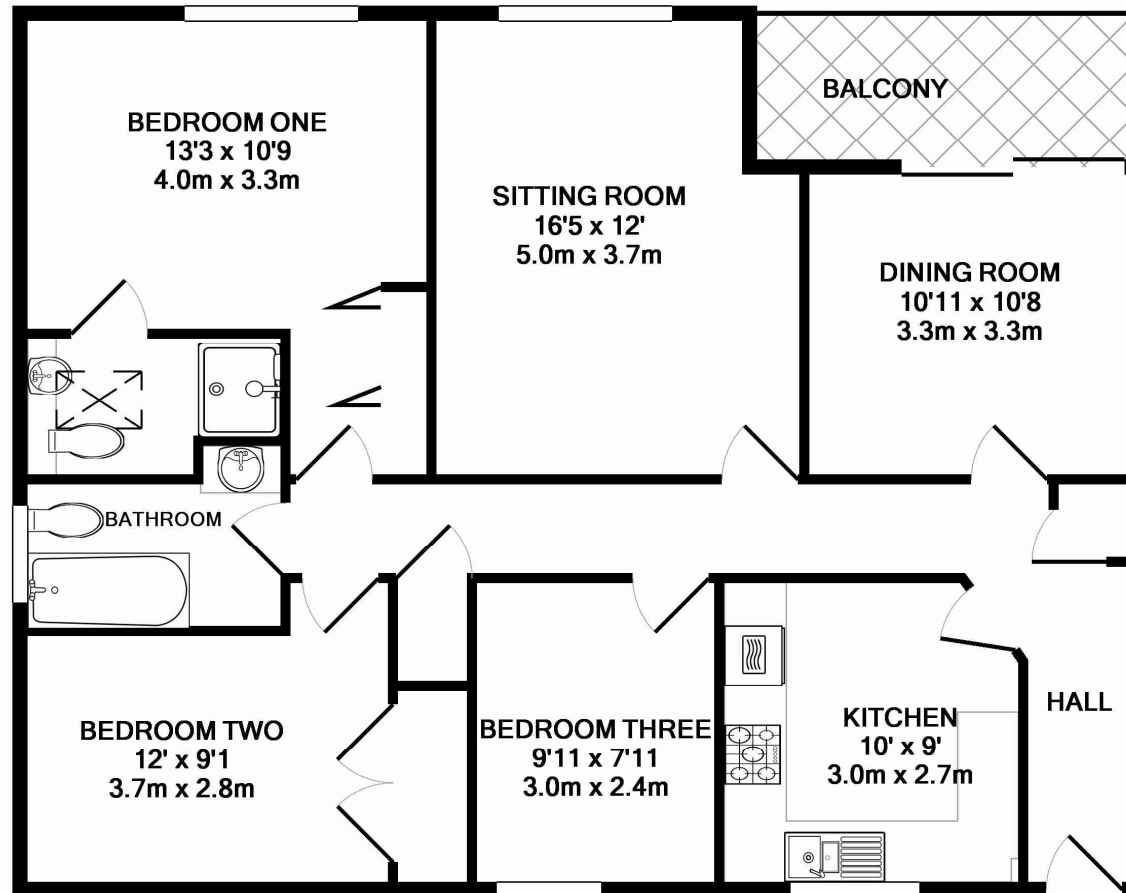 BALCONY
BEDROOM ONE
13'3 x 10'9
4.0m x 3.3m
SITTING ROOM
16'5 x 12'
5.0m x 3.7m
DINING ROOM
10'11 x 10'8
3.3m x 3.3m
BATHROOM
BEDROOM TWO
12' x 9'1
3.7m x 2.8m
BEDROOM THREE
9'11 x 7'11
3.0m x 2.4m
KITCHEN
10' x 9'
3.0m x 2.7m
HALL